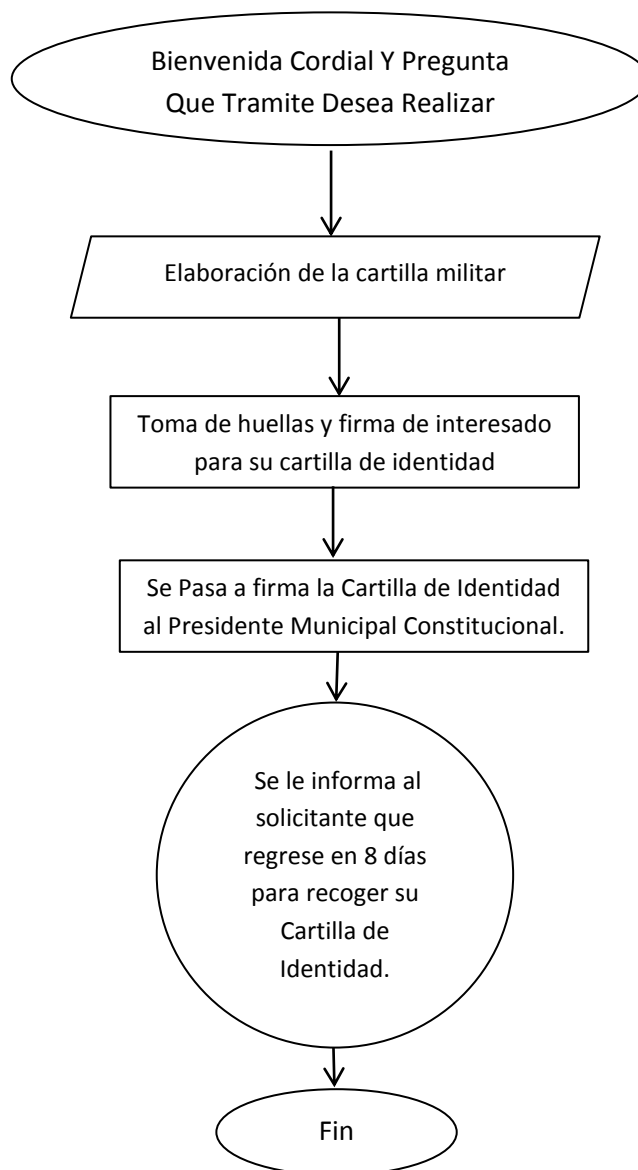 Bienvenida Cordial Y Pregunta
Que Tramite Desea Realizar
Elaboración de la cartilla militar
Toma de huellas y firma de interesado
para su cartilla de identidad
Se Pasa a firma la Cartilla de Identidad
al Presidente Municipal Constitucional.
Se le informa al
solicitante que
regrese en 8 días
para recoger su
Cartilla de
Identidad.
Fin